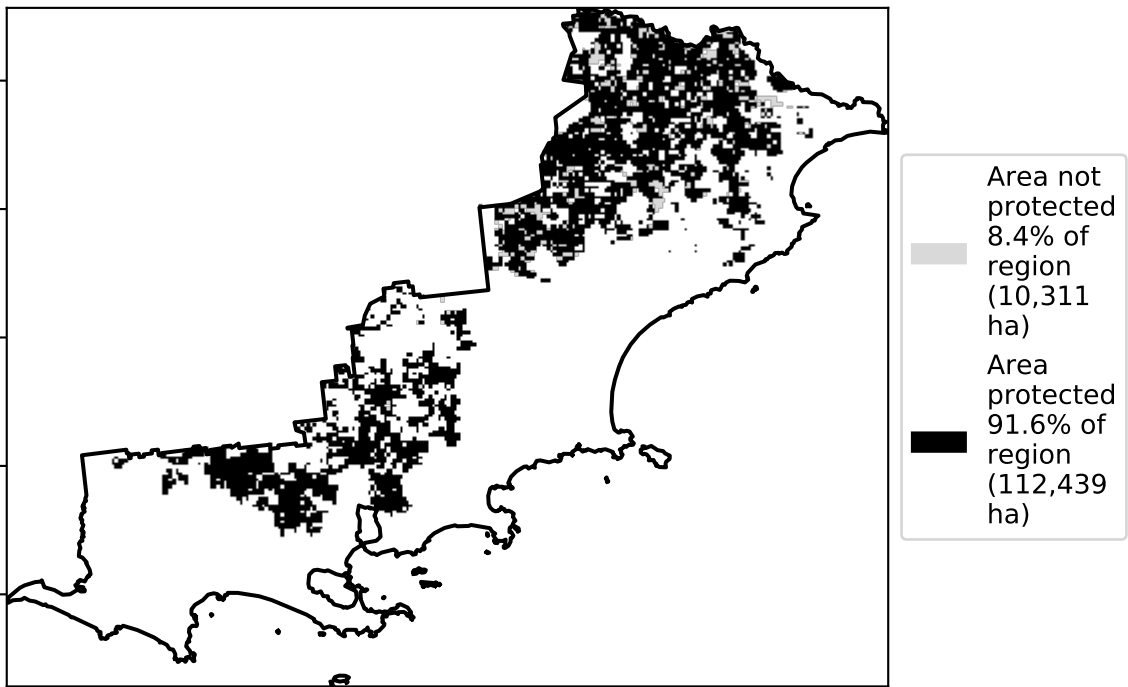 Area not
protected
8.4% of
region
(10,311
ha)
Area
protected
91.6% of
region
(112,439
ha)